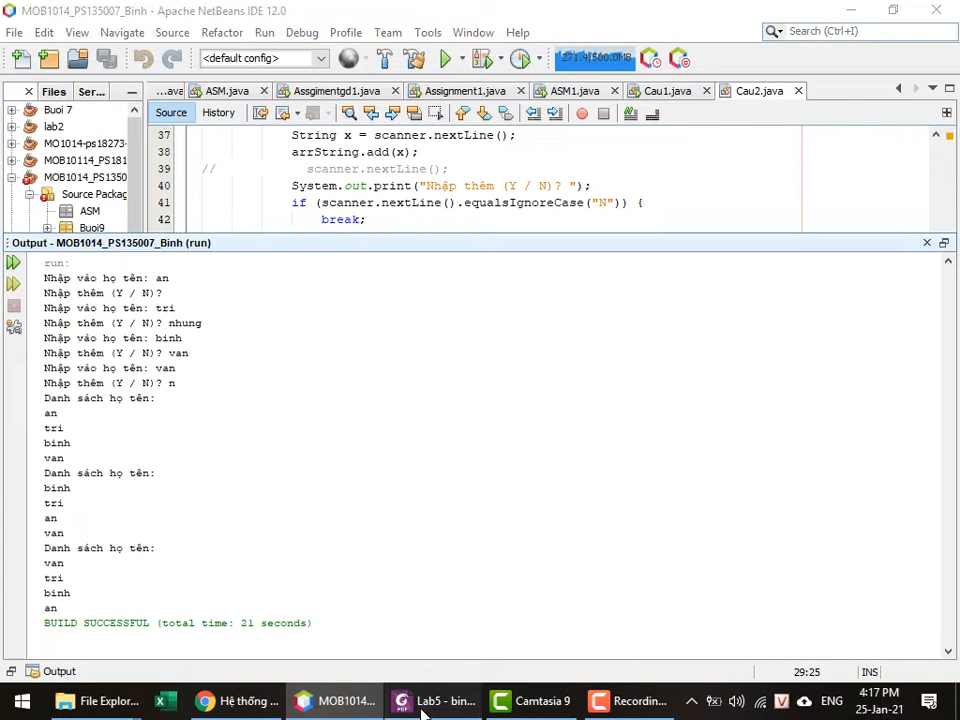 MOB1014_PS135007_Binh - Apache NetBeans IDE 12.0
File Edit View Navigate Source Refactor Run Debug Profile Team Tools Window Help
Search (Ctrl+I)
<default config>
271.4/500.0MB
Files Ser...
...ava ASM.java Assgimentgd1.java Assignment1.java ASM1.java Cau1.java Cau2.java
Source History
Buoi 7
lab2
MO1014-ps18273-
MOB10114_PS181
MOB1014_PS1350
Source Packag
ASM
Buoi9
37 String x = scanner.nextLine();
38 arrString.add(x);
39 // scanner.nextLine();
40 System.out.print("Nhập thêm (Y / N)? ");
41 if (scanner.nextLine().equalsIgnoreCase("N")) {
42 break;
Output - MOB1014_PS135007_Binh (run)
run:
Nhập vào họ tên: an
Nhập thêm (Y / N)?
Nhập vào họ tên: tri
Nhập thêm (Y / N)? nhung
Nhập vào họ tên: binh
Nhập thêm (Y / N)? van
Nhập vào họ tên: van
Nhập thêm (Y / N)? n
Danh sách họ tên:
an
tri
binh
van
Danh sách họ tên:
binh
tri
an
van
Danh sách họ tên:
van
tri
binh
an
BUILD SUCCESSFUL (total time: 21 seconds)
Output
29:25 INS
File Explor...
Hệ thống ...
MOB1014...
Lab5 - bin...
Camtasia 9
Recordin...
V
ENG
4:17 PM
25-Jan-21